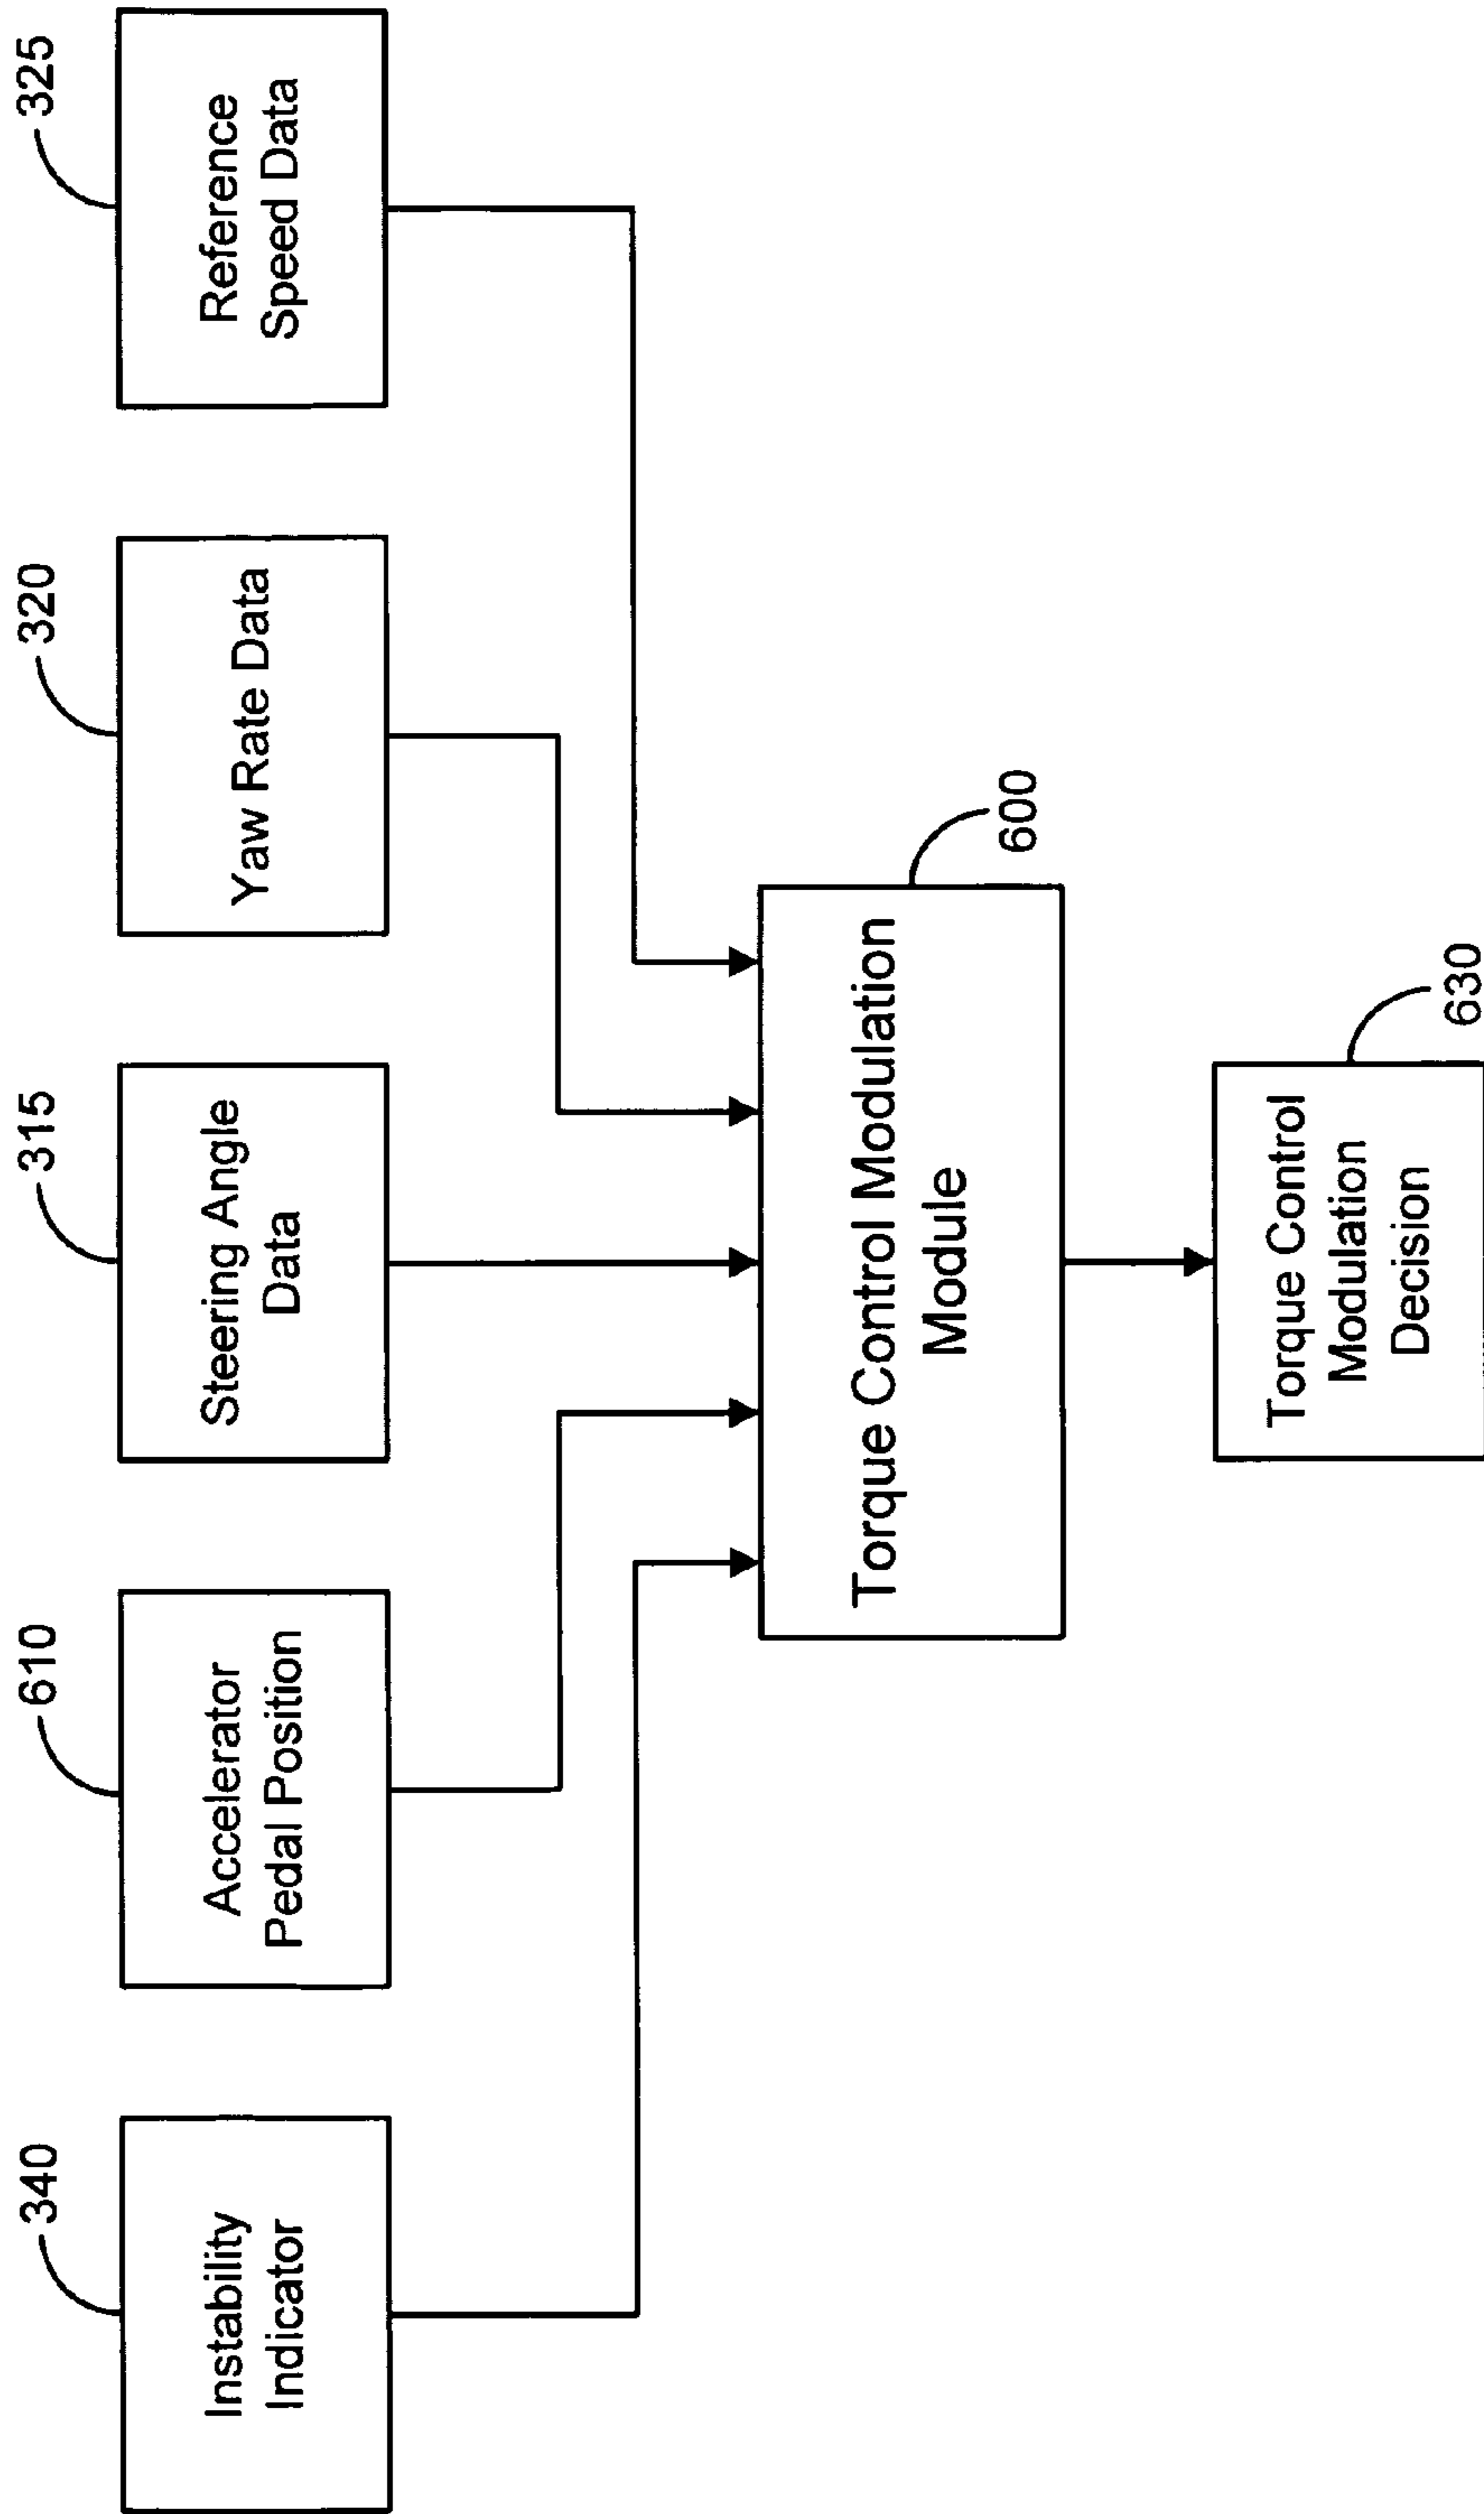 340
Instability
Indicator
610
Accelerator
Pedal Position
315
Steering Angle
Data
320
Yaw Rate Data
325
Reference
Speed Data
Torque Control Modulation
Module
600
Torque Control
Modulation
Decision
630